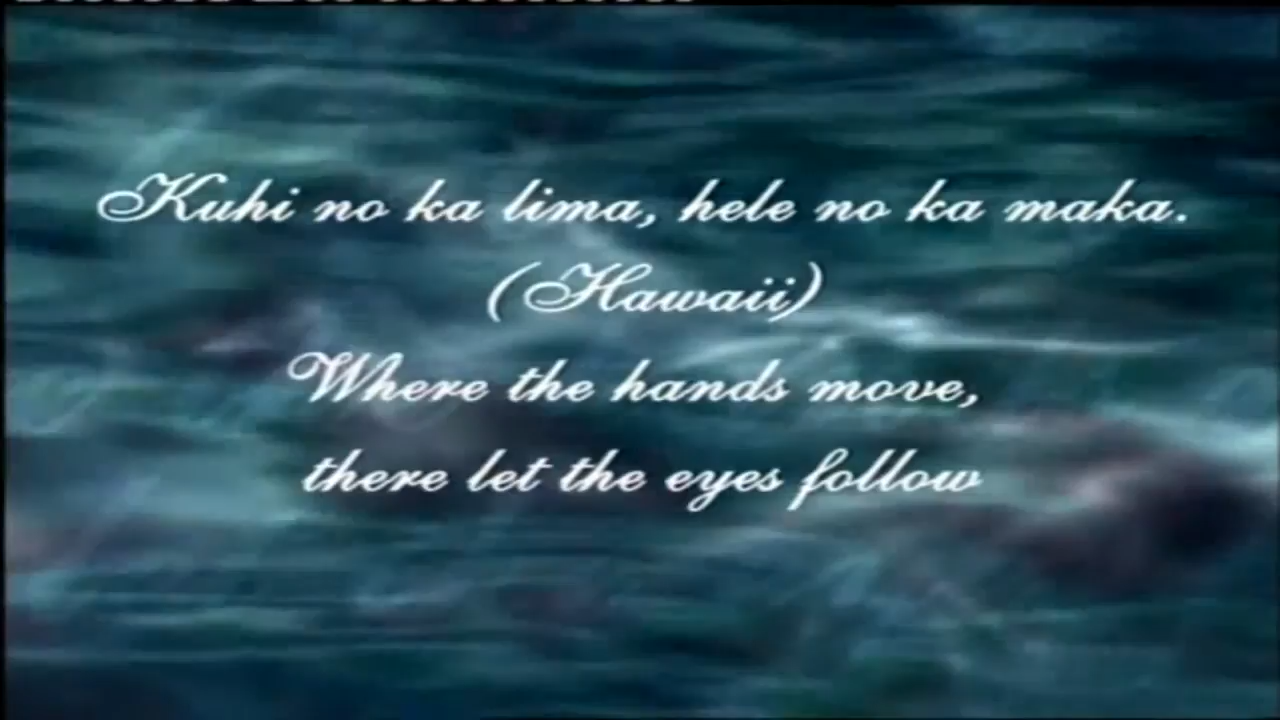 Kuhi no ka lima, hele no ka maka.
(Hawaii)
Where the hands move,
there let the eyes follow